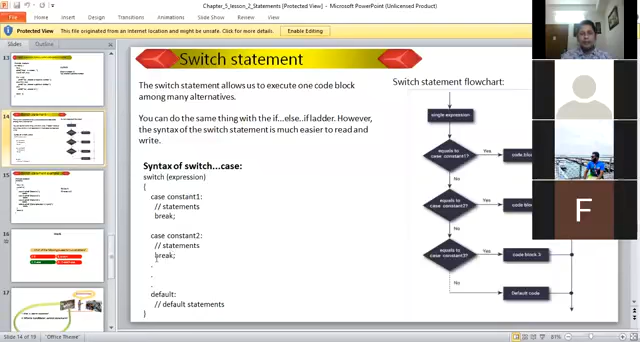 Chapter_5_lesson_2_Statements [Protected View] - Microsoft PowerPoint (Unlicensed Product)
File Home Insert Design Transitions Animations Slide Show Review View
Protected View This file originated from an Internet location and might be unsafe. Click for more details. Enable Editing
Slides Outline
13
14
15
16
17
Switch statement
The switch statement allows us to execute one code block
among many alternatives.
You can do the same thing with the if...else..if ladder. However,
the syntax of the switch statement is much easier to read and
write.
Syntax of switch...case:
switch (expression)
{
case constant1:
// statements
break;
case constant2:
// statements
break;
.
.
.
default:
// default statements
}
Switch statement flowchart:
single expression
equals to
case constant1?
Yes
code b
No
equals to
case constant2?
Yes
code bloc
No
equals to
case constant3?
Yes
code block 3
No
Default code
F
Slide 14 of 19 "Office Theme" 81%